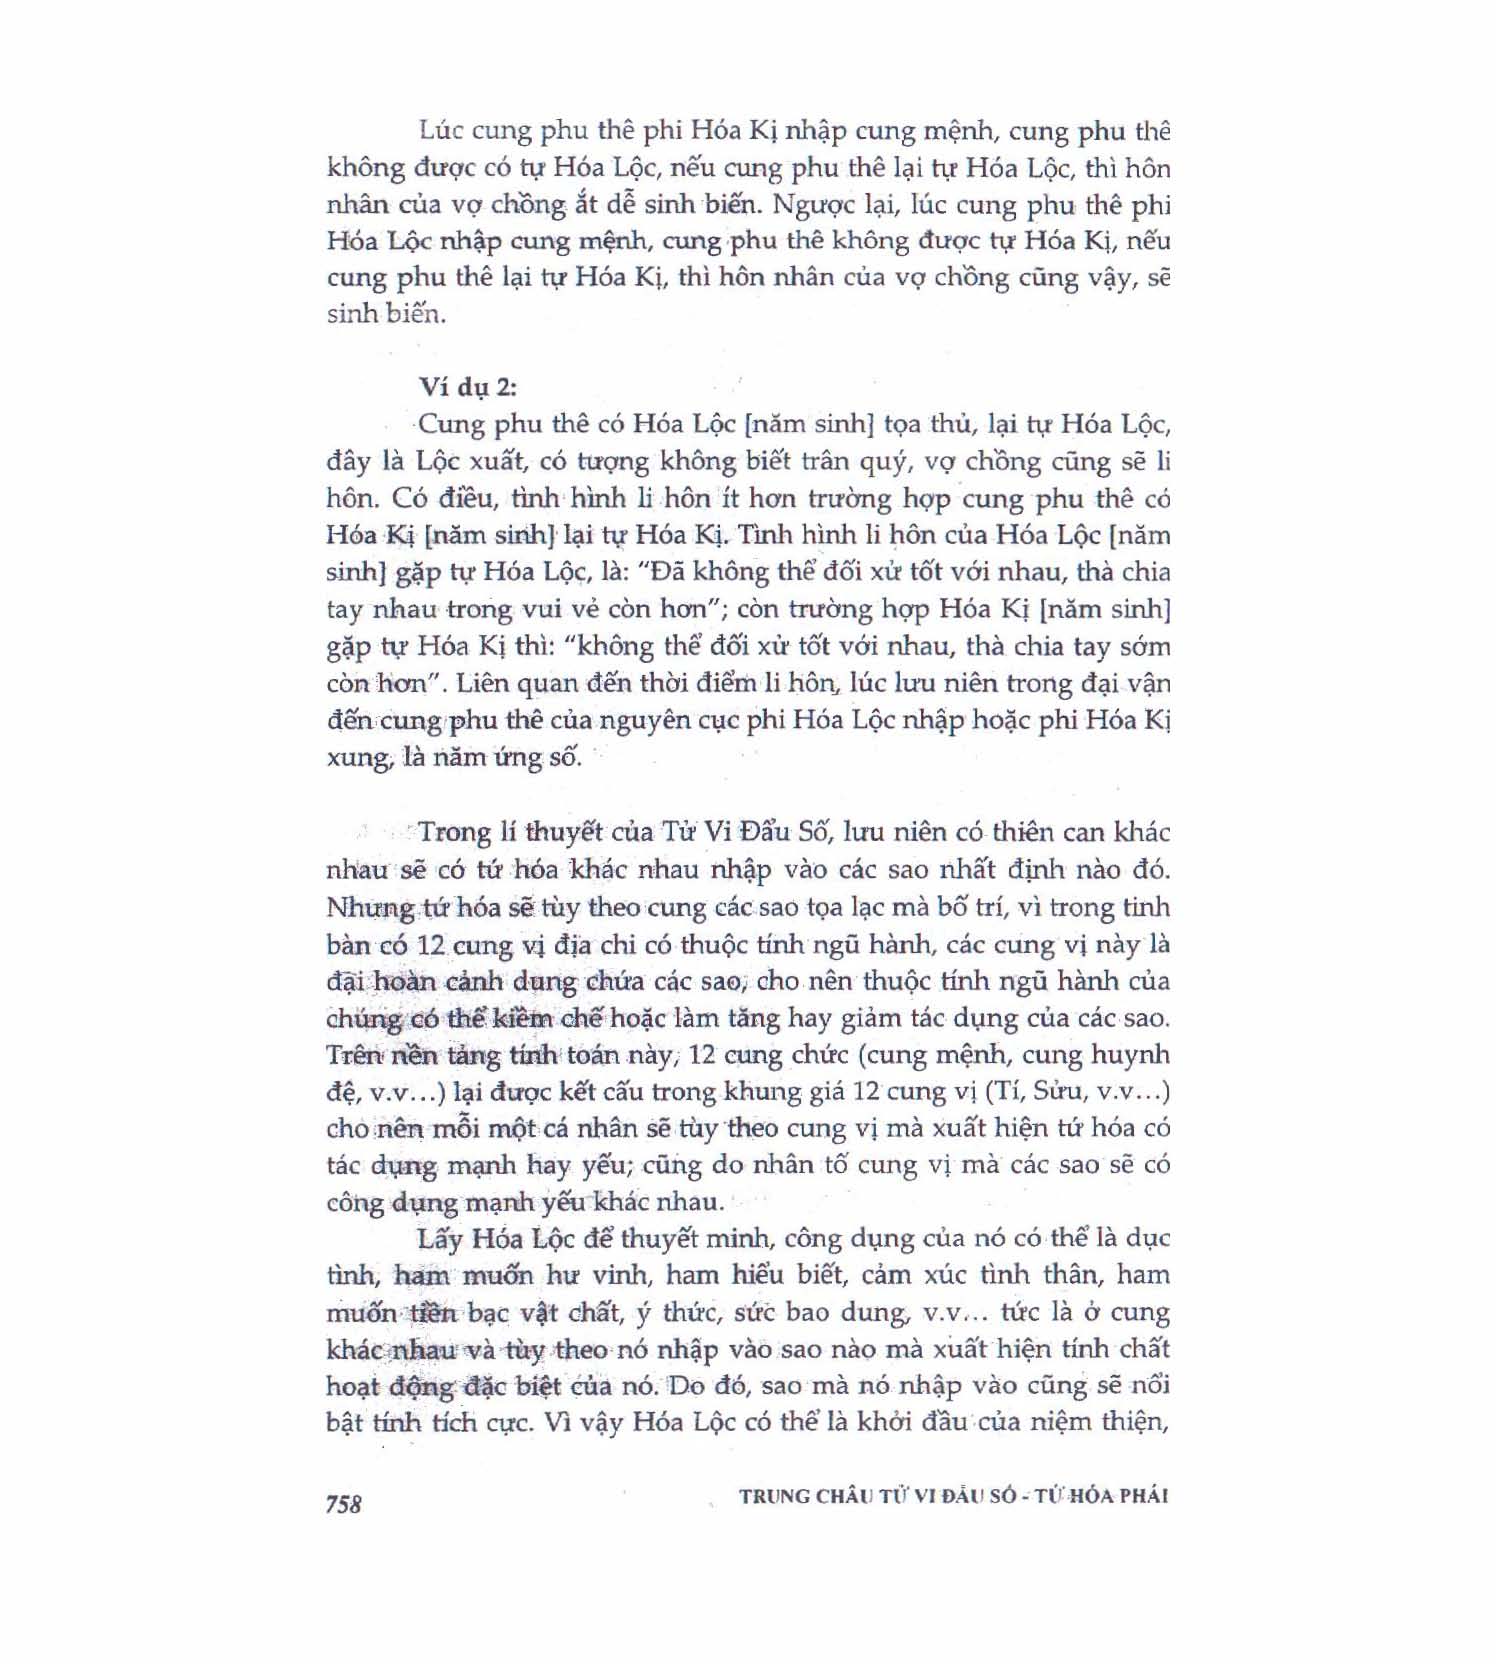 Lúc cung phu thê phi Hóa Kị nhập cung mệnh, cung phu thê
không được có tự Hóa Lộc, nếu cung phu thê lại tự Hóa Lộc, thì hôn
nhân của vợ chồng ắt dễ sinh biến. Ngược lại, lúc cung phu thê phi
Hóa Lộc nhập cung mệnh, cung phu thê không được tự Hóa Kị, nếu
cung phu thê lại tự Hóa Kị, thì hôn nhân của vợ chồng cũng vậy, sẽ
sinh biến.
Ví dụ 2:
Cung phu thê có Hóa Lộc [năm sinh] tọa thủ, lại tự Hóa Lộc,
đây là Lộc xuất, có tượng không biết trân quý, vợ chồng cũng sẽ li
hôn. Có điều, tình hình li hôn ít hơn trường hợp cung phu thê có
Hóa Kị [năm sinh] lại tự Hóa Kị. Tình hình li hôn của Hóa Lộc [năm
sinh] gặp tự Hóa Lộc, là: "Đã không thể đối xử tốt với nhau, thà chia
tay nhau trong vui vẻ còn hơn"; còn trường hợp Hóa Kị [năm sinh]
gặp tự Hóa Kị thì: "không thể đối xử tốt với nhau, thà chia tay sớm
còn hơn". Liên quan đến thời điểm li hôn, lúc lưu niên trong đại vận
đến cung phu thê của nguyên cục phi Hóa Lộc nhập hoặc phi Hóa Kị
xung, là năm ứng số.
Trong lí thuyết của Tử Vi Đẩu Số, lưu niên có thiên can khác
nhau sẽ có tứ hóa khác nhau nhập vào các sao nhất định nào đó.
Nhưng tứ hóa sẽ tùy theo cung các sao tọa lạc mà bố trí, vì trong tinh
bàn có 12 cung vị địa chi có thuộc tính ngũ hành, các cung vị này là
đại hoàn cảnh dung chứa các sao, cho nên thuộc tính ngũ hành của
chúng có thể kiềm chế hoặc làm tăng hay giảm tác dụng của các sao.
Trên nền tảng tính toán này, 12 cung chức (cung mệnh, cung huynh
đệ, v.v...) lại được kết cấu trong khung giá 12 cung vị (Tí, Sửu, v.v...)
cho nên mỗi một cá nhân sẽ tùy theo cung vị mà xuất hiện tứ hóa có
tác dụng mạnh hay yếu; cũng do nhân tố cung vị mà các sao sẽ có
công dụng mạnh yếu khác nhau.
Lấy Hóa Lộc để thuyết minh, công dụng của nó có thể là dục
tình, ham muốn hư vinh, ham hiểu biết, cảm xúc tình thân, ham
muốn tiền bạc vật chất, ý thức, sức bao dung, v.v... tức là ở cung
khác nhau và tùy theo nó nhập vào sao nào mà xuất hiện tính chất
hoạt động đặc biệt của nó. Do đó, sao mà nó nhập vào cũng sẽ nổi
bật tính tích cực. Vì vậy Hóa Lộc có thể là khởi đầu của niệm thiện,
758
TRUNG CHÂU TỬ VI ĐẨU SỐ - TỨ HÓA PHÁI